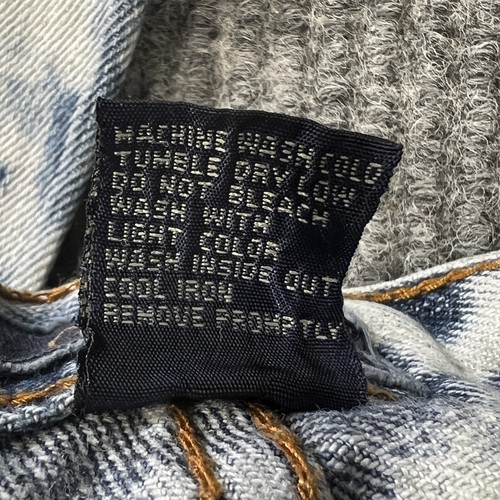 MACHINE WASH COLD
TUMBLE DRY LOW
DO NOT BLEACH
WASH WITH
LIGHT COLOR
WASH INSIDE OUT
COOL IRON
REMOVE PROMPTLY